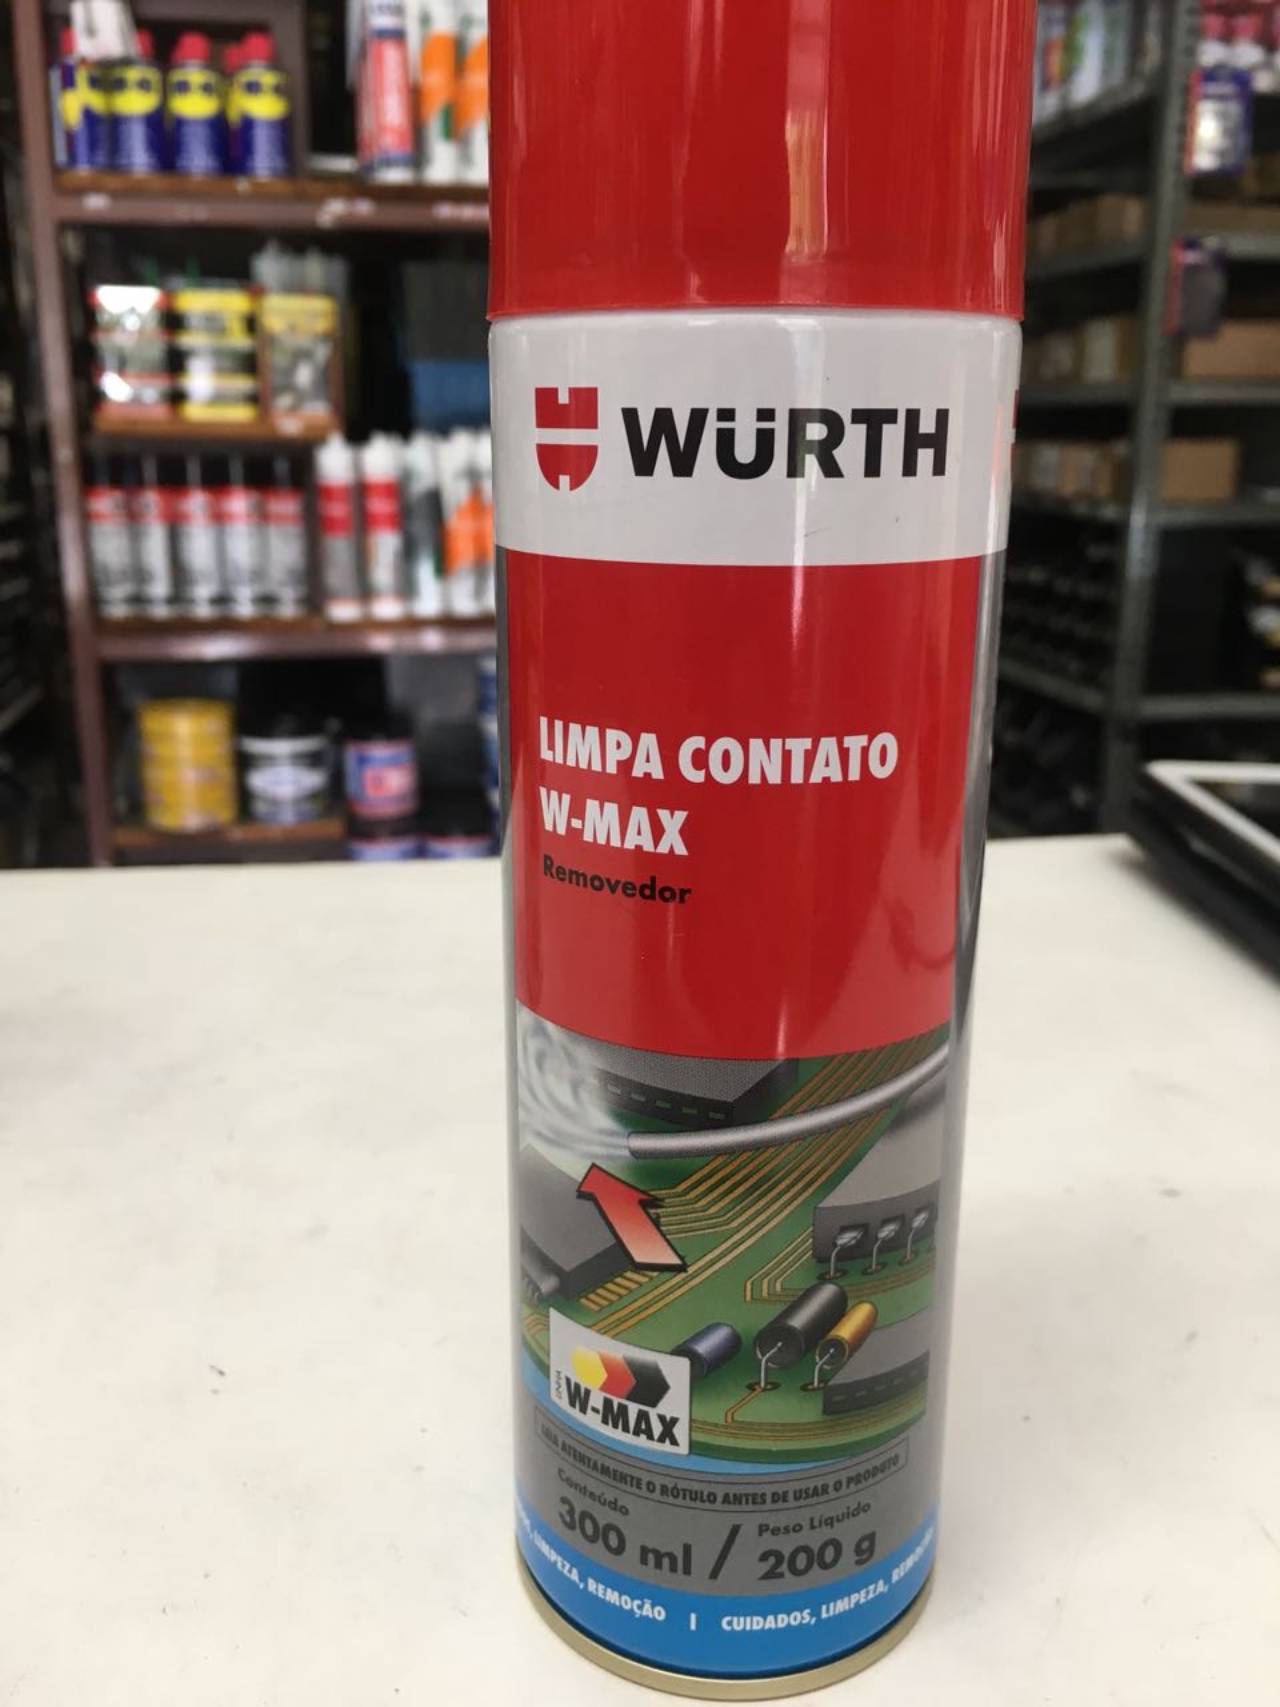 WÜRTH
LIMPA CONTATO
W-MAX
Removedor
LINHA
W-MAX
LEIA ATENTAMENTE O RÓTULO ANTES DE USAR O PRODUTO
Conteúdo
300 ml / Peso Líquido 200 g
LIMPEZA, REMOÇÃO | CUIDADOS, LIMPEZA,